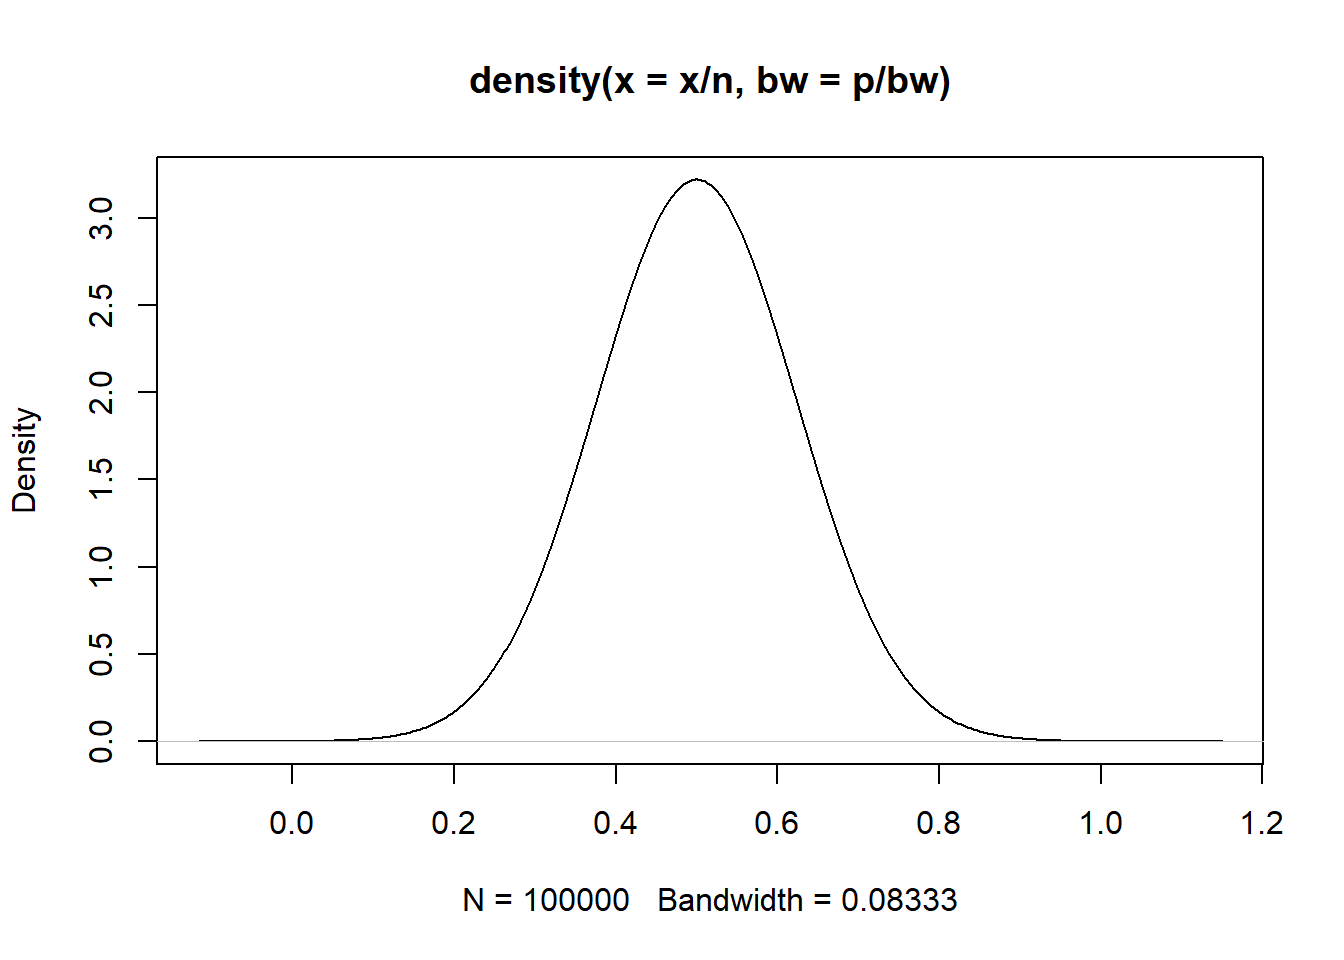 density(x = x/n, bw = p/bw)
Density
3.0
2.5
2.0
1.5
1.0
0.5
0.0
0.0 0.2 0.4 0.6 0.8 1.0 1.2
N = 100000 Bandwidth = 0.08333